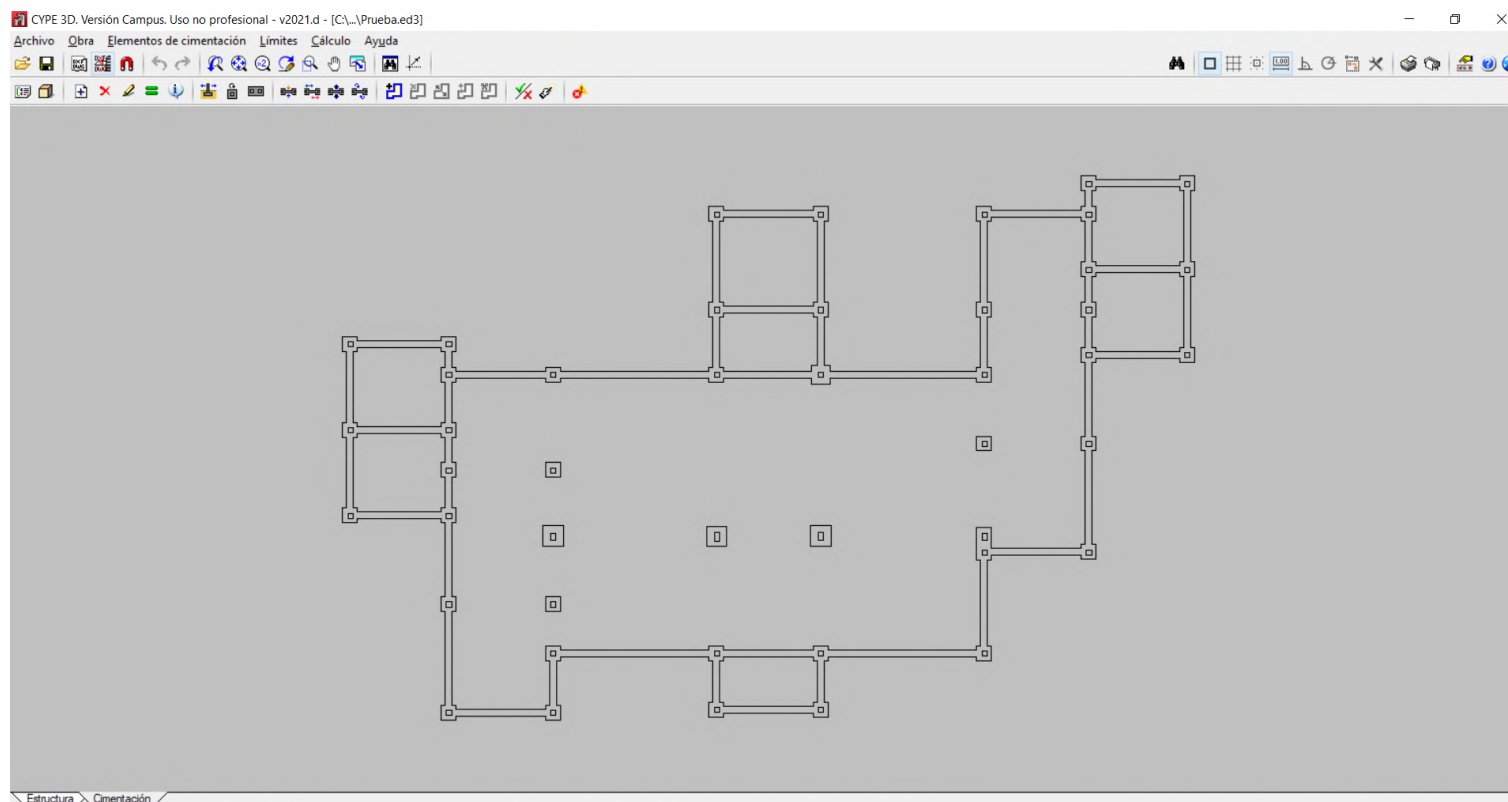 CYPE 3D. Versión Campus. Uso no profesional - v2021.d - [C:\...\Prueba.ed3]
Archivo Obra Elementos de cimentación Límites Cálculo Ayuda
Estructura Cimentación